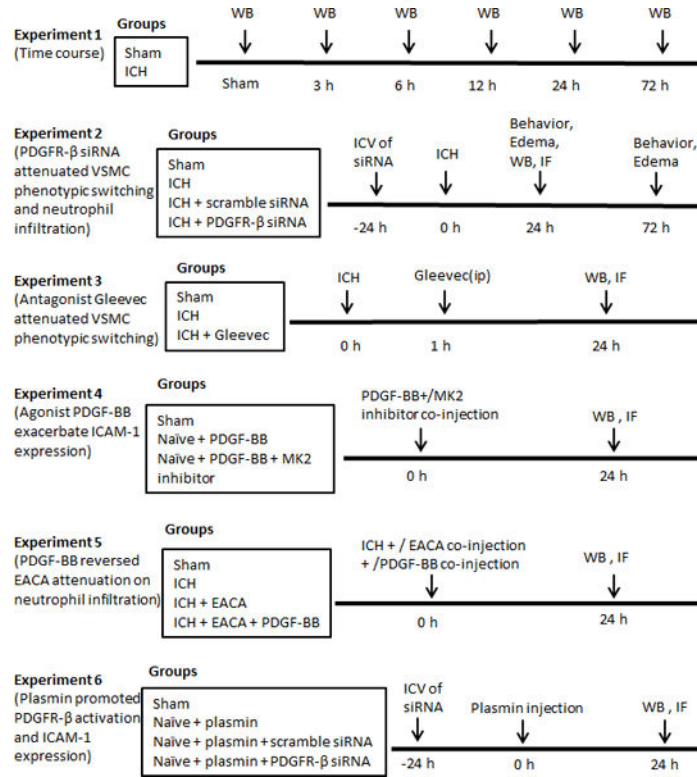 Experiment 1
(Time course)
Groups
Sham
ICH
WB WB WB WB WB WB
Sham 3 h 6 h 12 h 24 h 72 h
Experiment 2
(PDGFR-β siRNA
attenuated VSMC
phenotypic switching
and neutrophil
infiltration)
Groups
Sham
ICH
ICH + scramble siRNA
ICH + PDGFR-β siRNA
ICV of
siRNA
ICH
Behavior,
Edema,
WB, IF
Behavior,
Edema
-24 h 0 h 24 h 72 h
Experiment 3
(Antagonist Gleevec
attenuated VSMC
phenotypic switching)
Groups
Sham
ICH
ICH + Gleevec
ICH Gleevec(ip) WB, IF
0 h 1 h 24 h
Experiment 4
(Agonist PDGF-BB
exacerbate ICAM-1
expression)
Groups
Sham
Naïve + PDGF-BB
Naïve + PDGF-BB + MK2
inhibitor
PDGF-BB+/MK2
inhibitor co-injection
WB , IF
0 h 24 h
Experiment 5
(PDGF-BB reversed
EACA attenuation on
neutrophil infiltration)
Groups
Sham
ICH
ICH + EACA
ICH + EACA + PDGF-BB
ICH + / EACA co-injection
+ /PDGF-BB co-injection
WB , IF
0 h 24 h
Experiment 6
(Plasmin promoted
PDGFR-β activation
and ICAM-1
expression)
Groups
Sham
Naïve + plasmin
Naïve + plasmin + scramble siRNA
Naïve + plasmin + PDGFR-β siRNA
ICV of
siRNA
Plasmin injection
WB , IF
-24 h 0 h 24 h